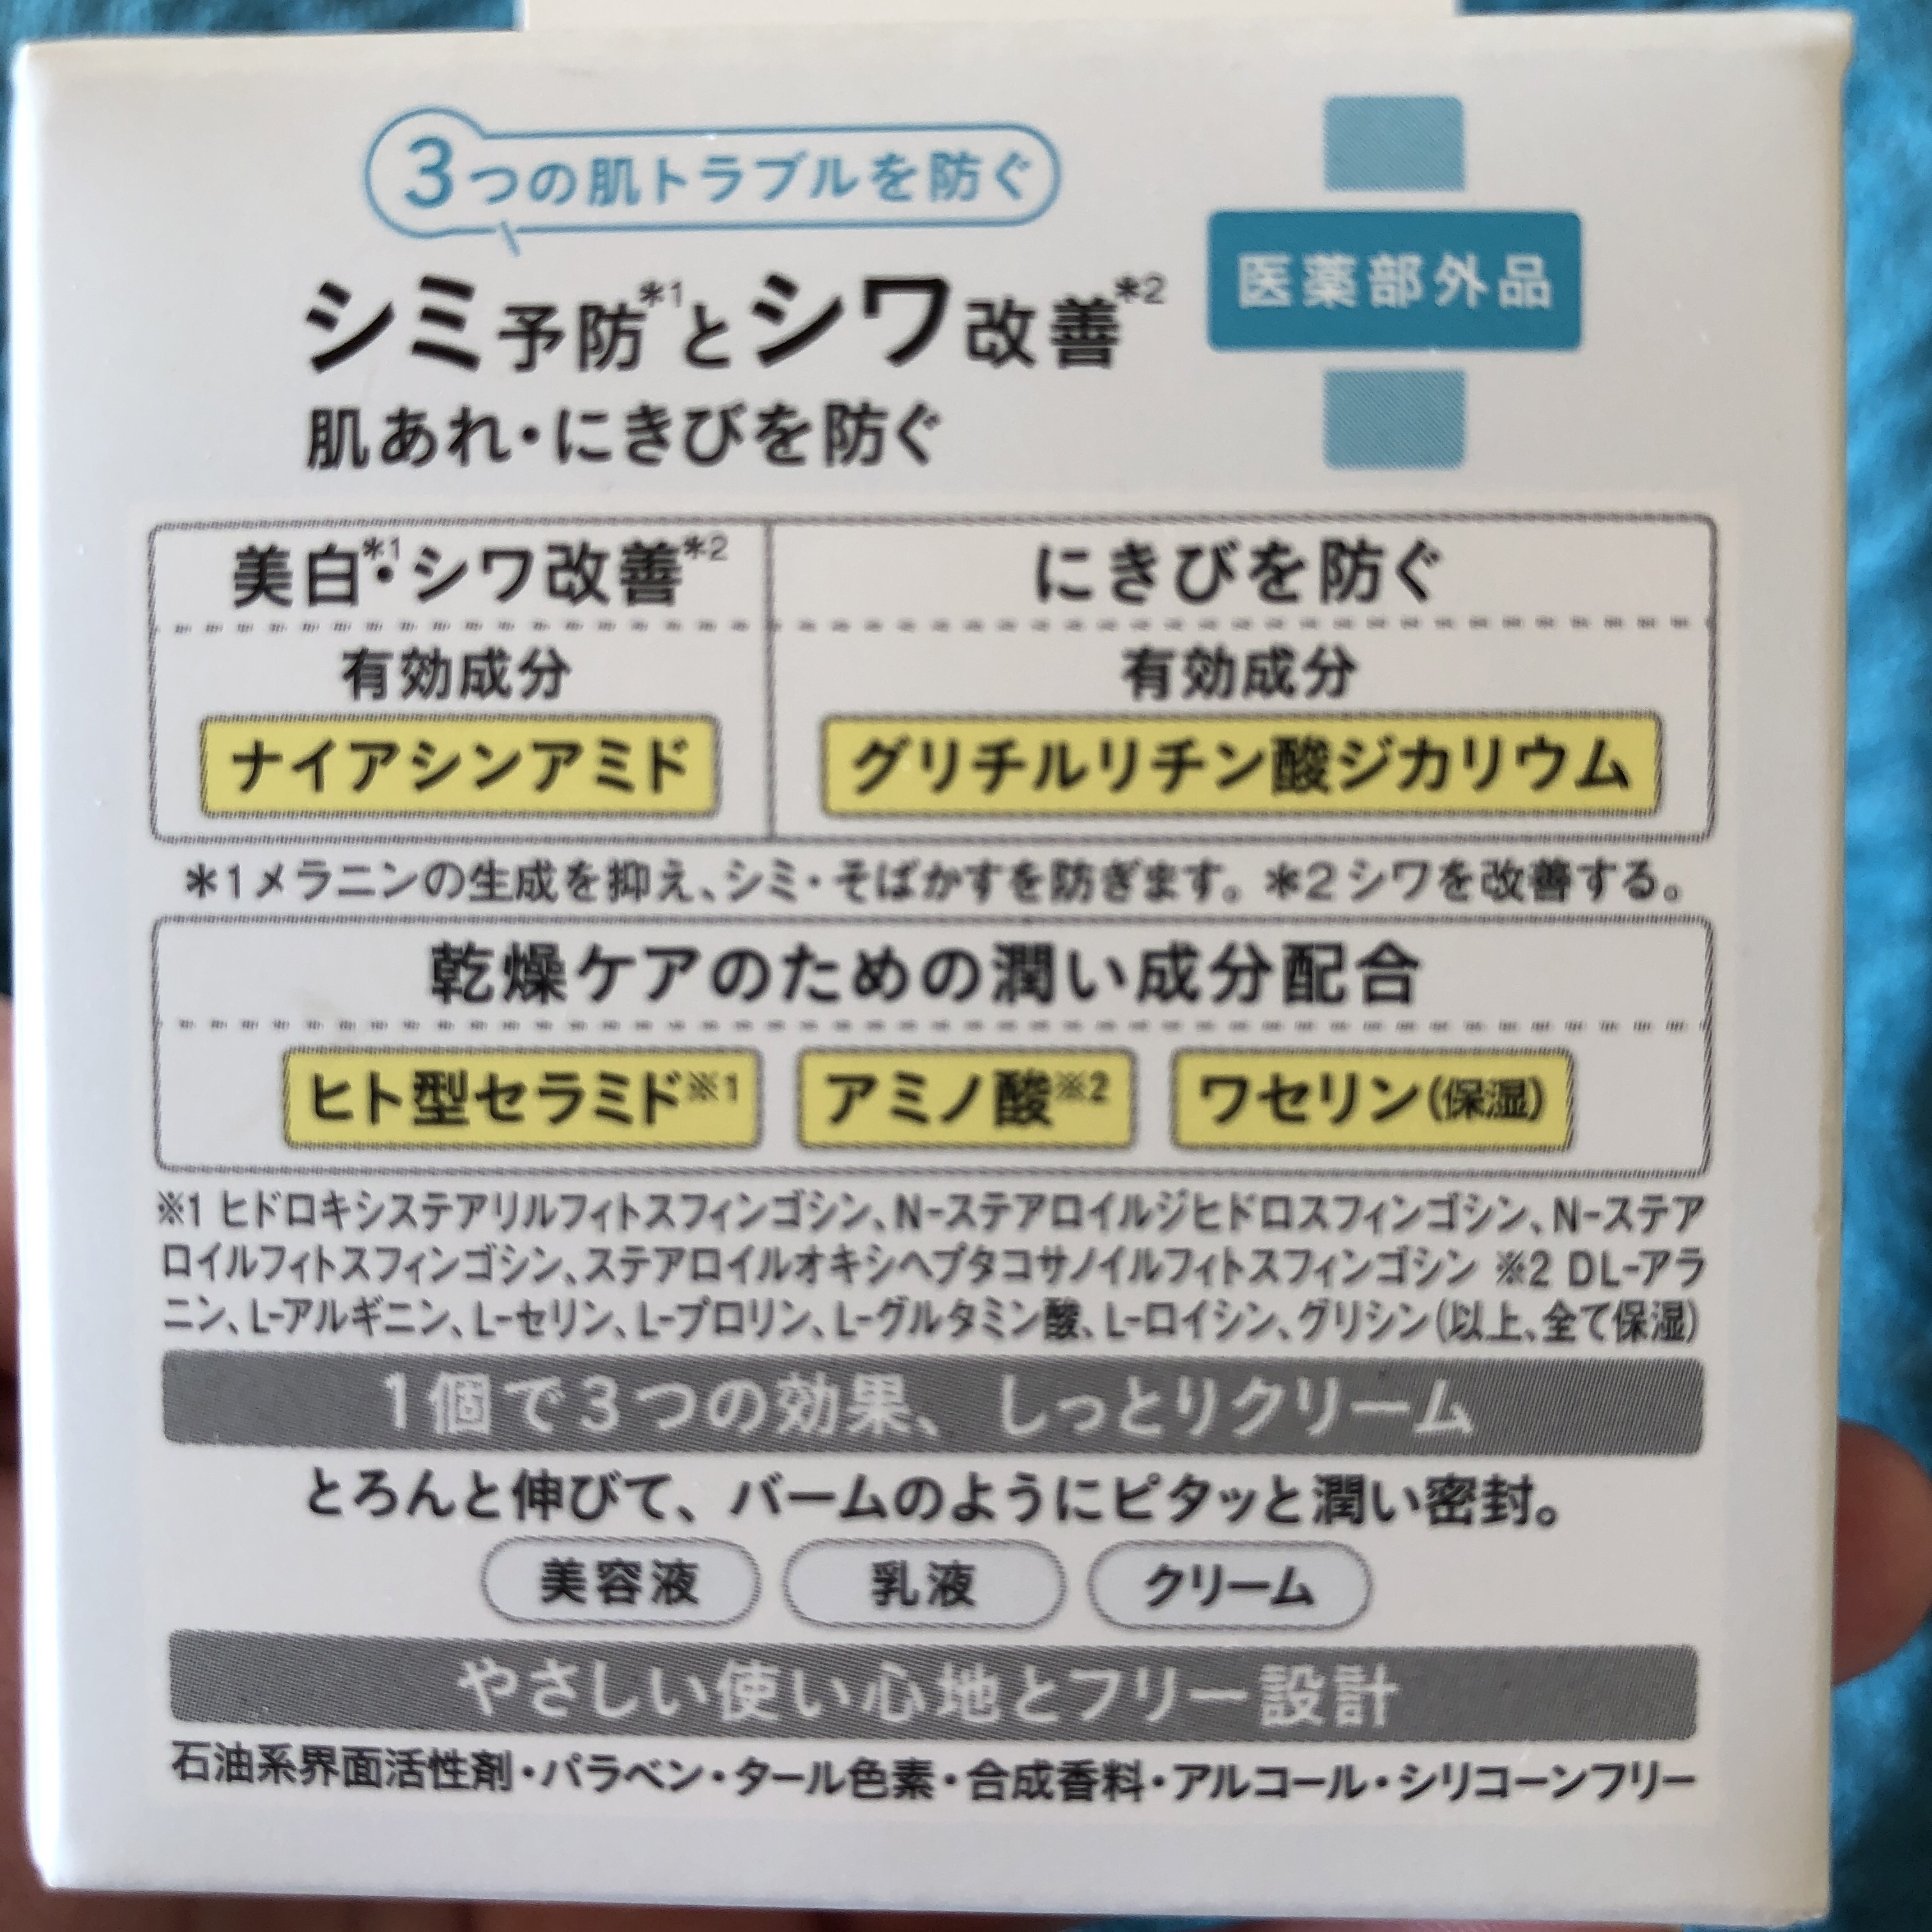 3つの肌トラブルを防ぐ
シミ予防*1とシワ改善*2
肌あれ・にきびを防ぐ
医薬部外品
美白*1・シワ改善*2
有効成分
ナイアシンアミド
にきびを防ぐ
有効成分
グリチルリチン酸ジカリウム
*1メラニンの生成を抑え、シミ・そばかすを防ぎます。*2シワを改善する。
乾燥ケアのための潤い成分配合
ヒト型セラミド※1 アミノ酸※2 ワセリン(保湿)
※1 ヒドロキシステアリルフィトスフィンゴシン、N-ステアロイルジヒドロスフィンゴシン、N-ステア
ロイルフィトスフィンゴシン、ステアロイルオキシヘプタコサノイルフィトスフィンゴシン ※2 DL-アラ
ニン、L-アルギニン、L-セリン、L-プロリン、L-グルタミン酸、L-ロイシン、グリシン(以上、全て保湿)
1個で3つの効果、しっとりクリーム
とろんと伸びて、バームのようにピタッと潤い密封。
美容液 乳液 クリーム
やさしい使い心地とフリー設計
石油系界面活性剤・パラベン・タール色素・合成香料・アルコール・シリコーンフリー